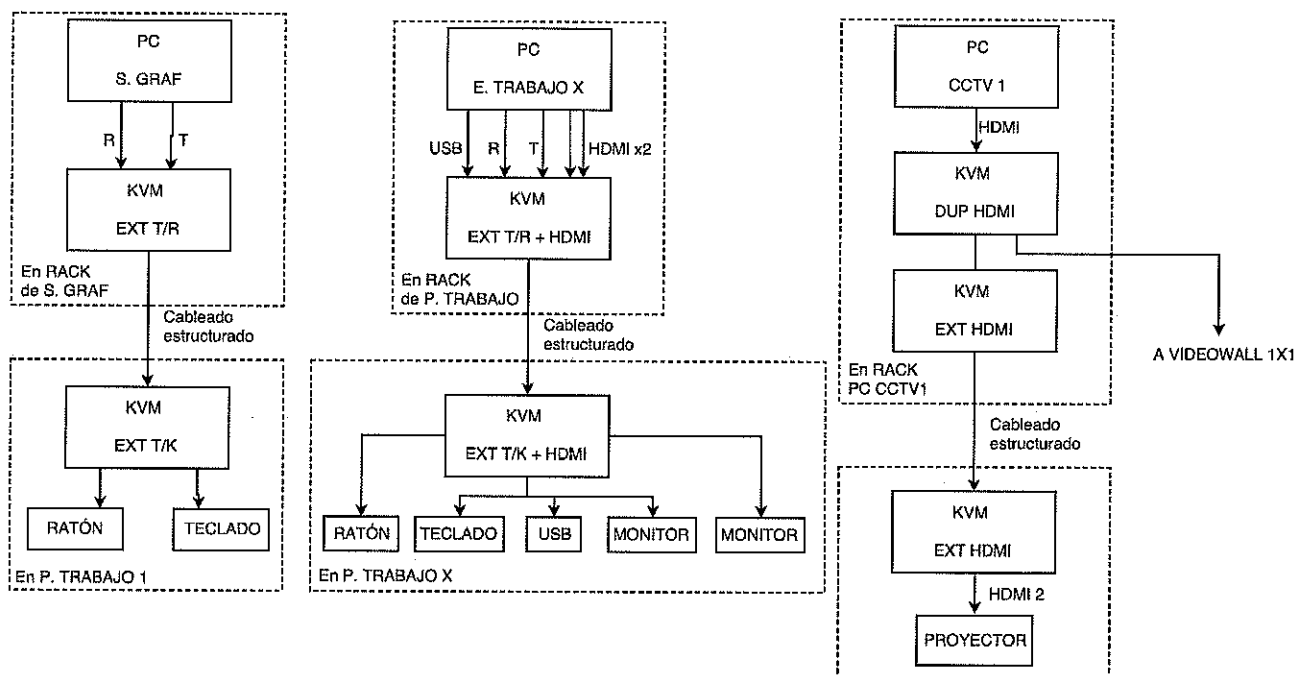 PC
S. GRAF
R
T
KVM
EXT T/R
En RACK
de S. GRAF
Cableado
estructurado
KVM
EXT T/K
RATÓN
TECLADO
En P. TRABAJO 1
PC
E. TRABAJO X
USB
R
T
HDMI x2
KVM
EXT T/R + HDMI
En RACK
de P. TRABAJO
Cableado
estructurado
KVM
EXT T/K + HDMI
RATÓN
TECLADO
USB
MONITOR
MONITOR
En P. TRABAJO X
PC
CCTV 1
HDMI
KVM
DUP HDMI
KVM
EXT HDMI
A VIDEOWALL 1X1
En RACK
PC CCTV1
Cableado
estructurado
KVM
EXT HDMI
HDMI 2
PROYECTOR